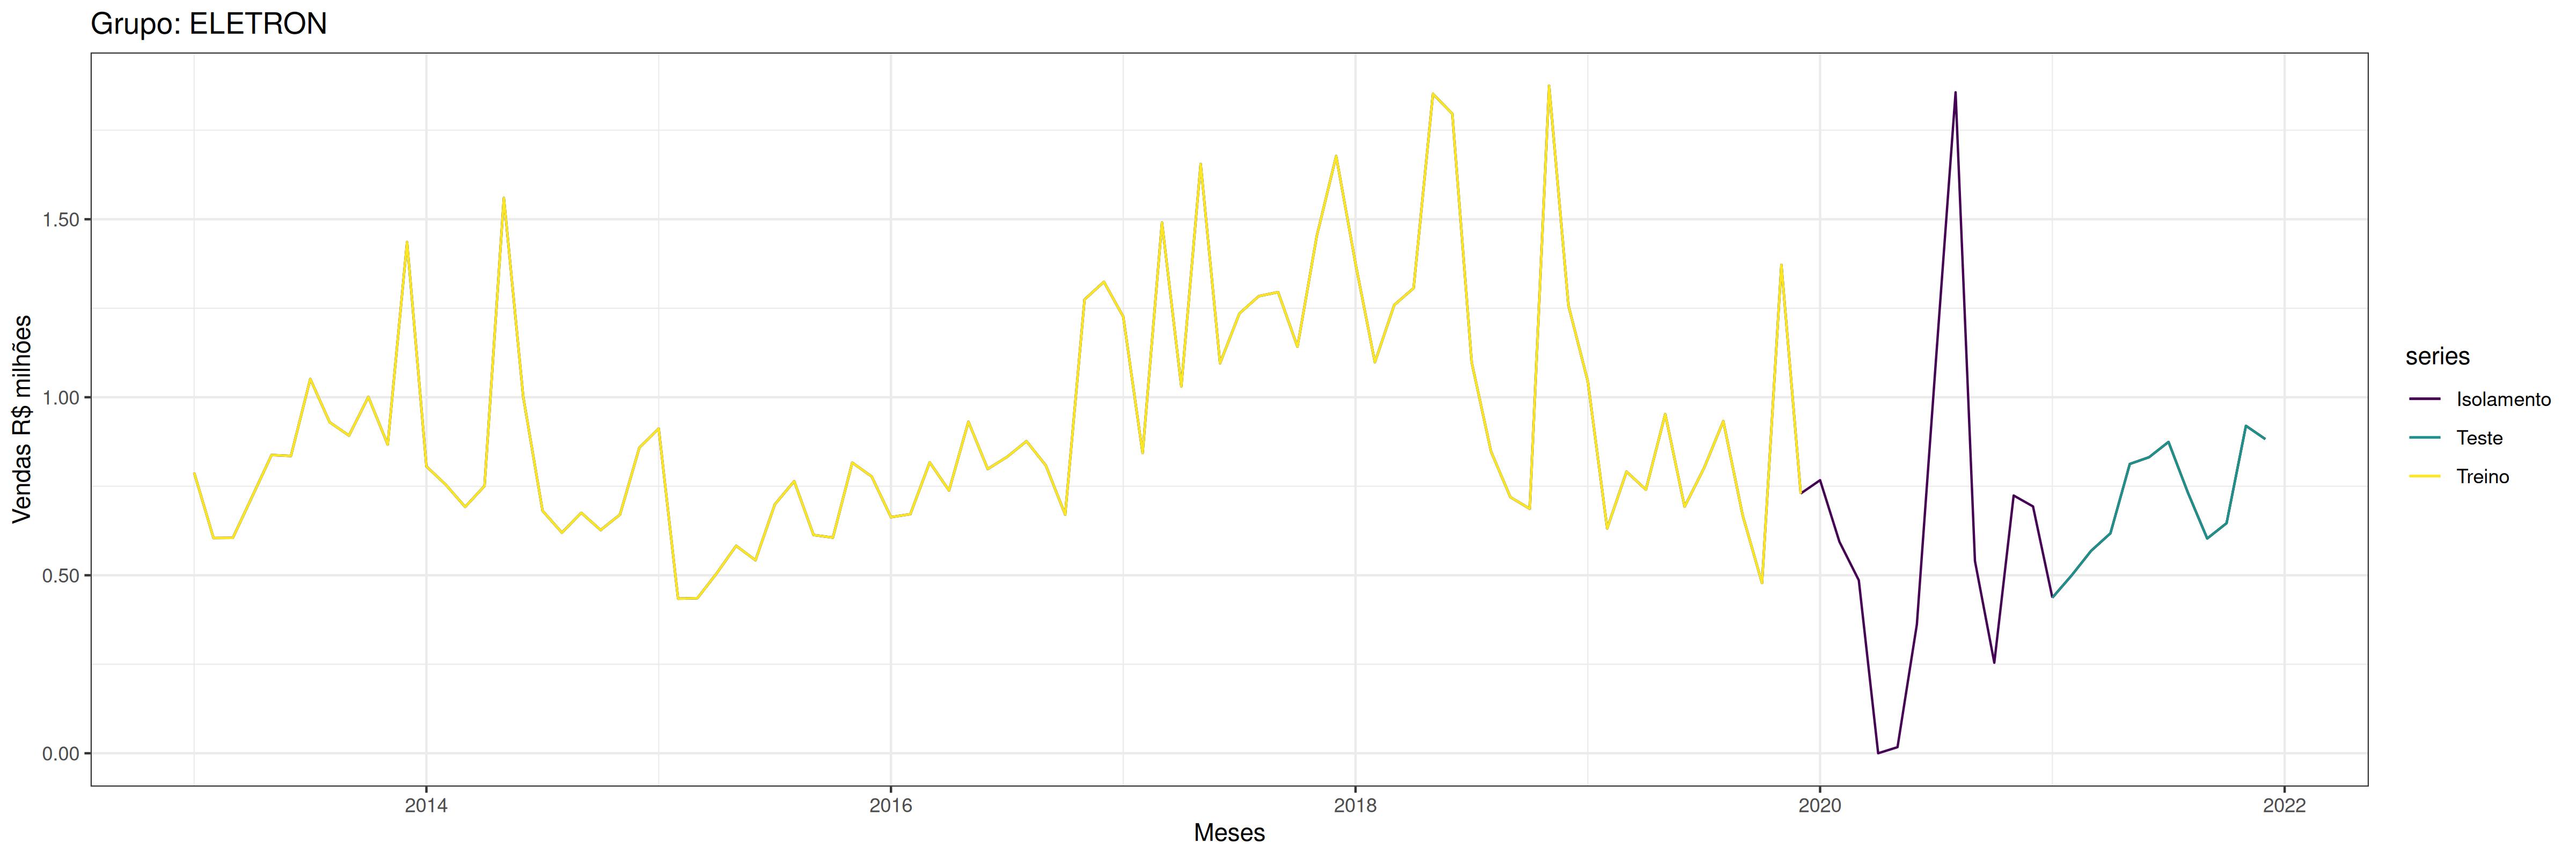 Grupo: ELETRON
Vendas R$ milhões
1.50
1.00
0.50
0.00
2014
2016
2018
2020
2022
Meses
series
Isolamento
Teste
Treino